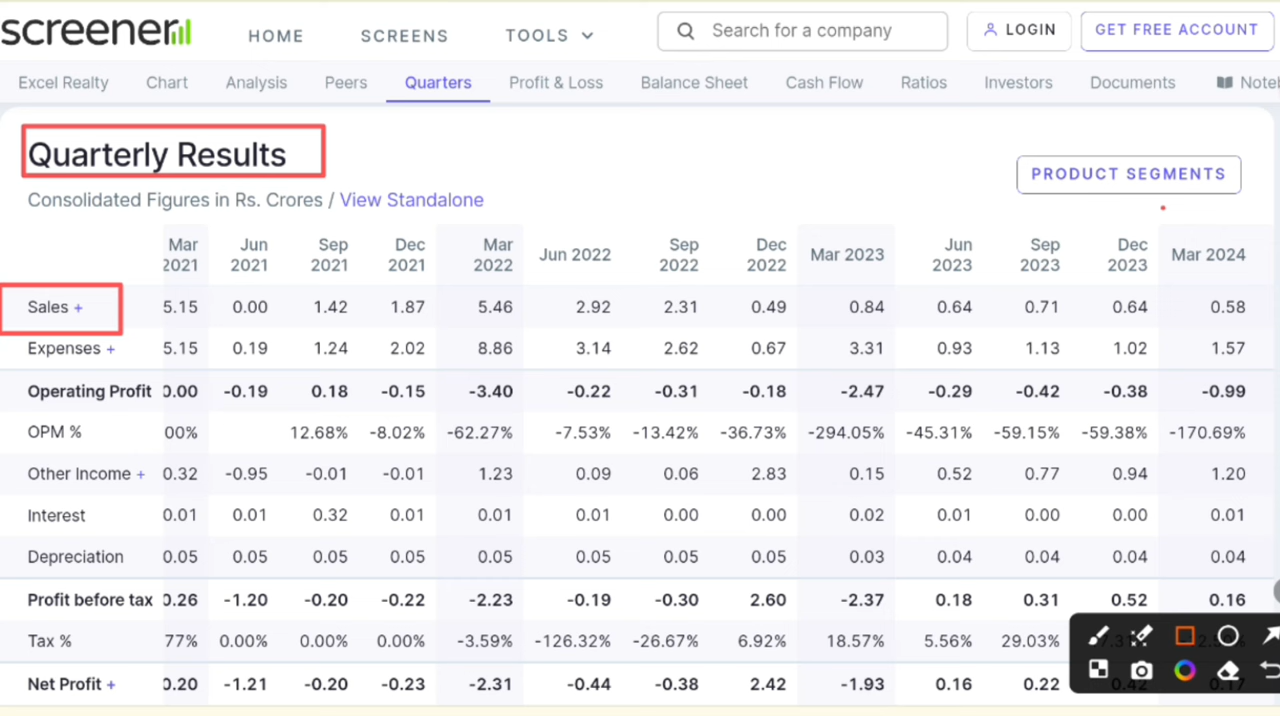 screener HOME SCREENS TOOLS Search for a company LOGIN GET FREE ACCOUNT
Excel Realty Chart Analysis Peers Quarters Profit & Loss Balance Sheet Cash Flow Ratios Investors Documents
Quarterly Results
PRODUCT SEGMENTS
Consolidated Figures in Rs. Crores / View Standalone
Mar 2021 Jun 2021 Sep 2021 Dec 2021 Mar 2022 Jun 2022 Sep 2022 Dec 2022 Mar 2023 Jun 2023 Sep 2023 Dec 2023 Mar 2024
Sales + 5.15 0.00 1.42 1.87 5.46 2.92 2.31 0.49 0.84 0.64 0.71 0.64 0.58
Expenses + 5.15 0.19 1.24 2.02 8.86 3.14 2.62 0.67 3.31 0.93 1.13 1.02 1.57
Operating Profit 0.00 -0.19 0.18 -0.15 -3.40 -0.22 -0.31 -0.18 -2.47 -0.29 -0.42 -0.38 -0.99
OPM % 00% 12.68% -8.02% -62.27% -7.53% -13.42% -36.73% -294.05% -45.31% -59.15% -59.38% -170.69%
Other Income + 0.32 -0.95 -0.01 -0.01 1.23 0.09 0.06 2.83 0.15 0.52 0.77 0.94 1.20
Interest 0.01 0.01 0.32 0.01 0.01 0.01 0.00 0.00 0.02 0.01 0.00 0.00 0.01
Depreciation 0.05 0.05 0.05 0.05 0.05 0.05 0.05 0.05 0.03 0.04 0.04 0.04 0.04
Profit before tax 0.26 -1.20 -0.20 -0.22 -2.23 -0.19 -0.30 2.60 -2.37 0.18 0.31 0.52 0.16
Tax % 77% 0.00% 0.00% 0.00% -3.59% -126.32% -26.67% 6.92% 18.57% 5.56% 29.03%
Net Profit + 0.20 -1.21 -0.20 -0.23 -2.31 -0.44 -0.38 2.42 -1.93 0.16 0.22 0.42 0.17